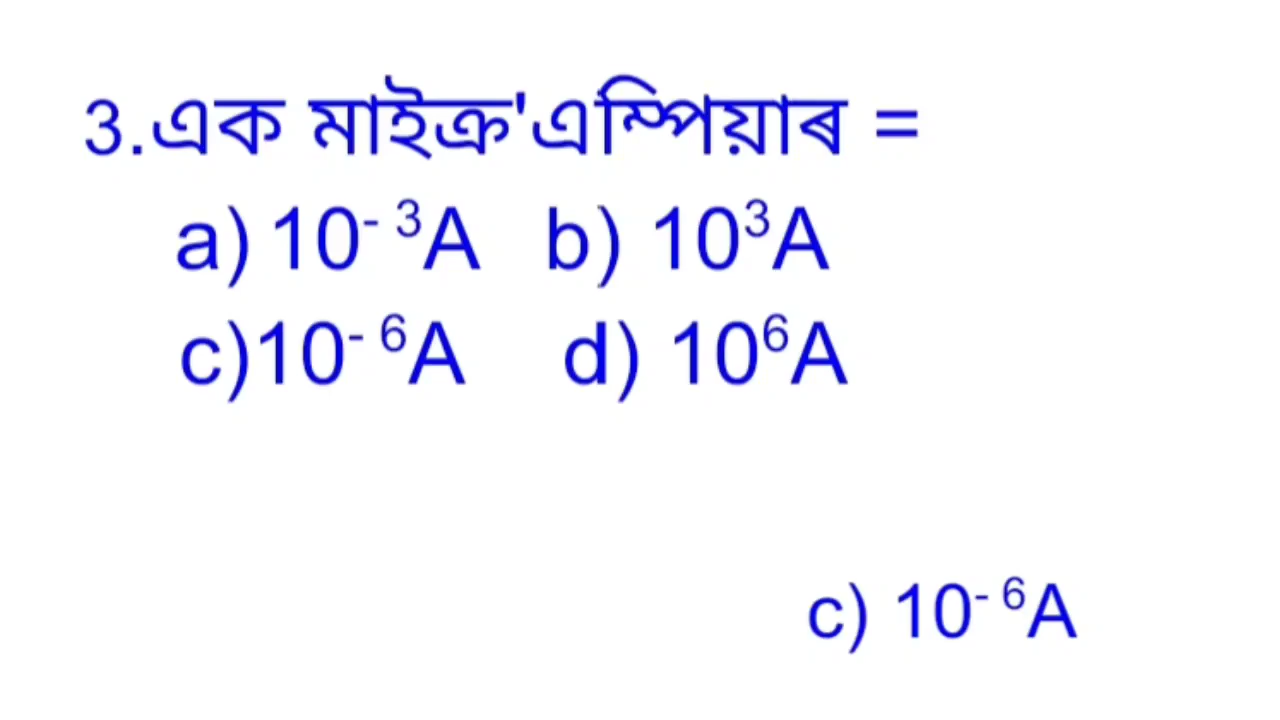 3.এক মাইক্ৰ'এম্পিয়াৰ =
a) 10⁻ ³A b) 10³A
c)10⁻ ⁶A d) 10⁶A
c) 10⁻ ⁶A